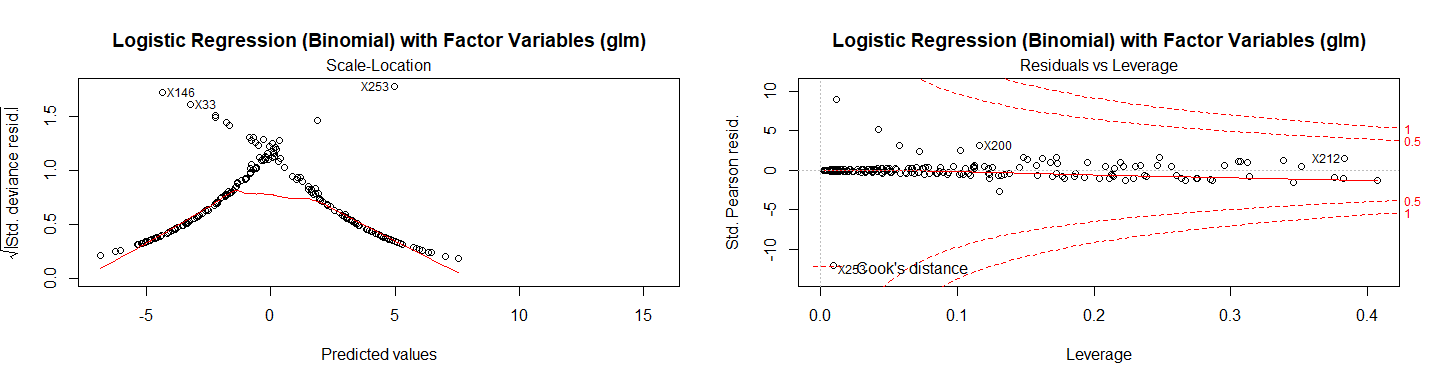 Logistic Regression (Binomial) with Factor Variables (glm)
Scale-Location
√|Std. deviance resid.|
0.0 0.5 1.0 1.5
X146
X33
X253
-5 0 5 10 15
Predicted values
Logistic Regression (Binomial) with Factor Variables (glm)
Residuals vs Leverage
Std. Pearson resid.
10
5
0
-5
-10
X200
X212
X253
Cook's distance
1
0.5
0.5
1
0.0 0.1 0.2 0.3 0.4
Leverage